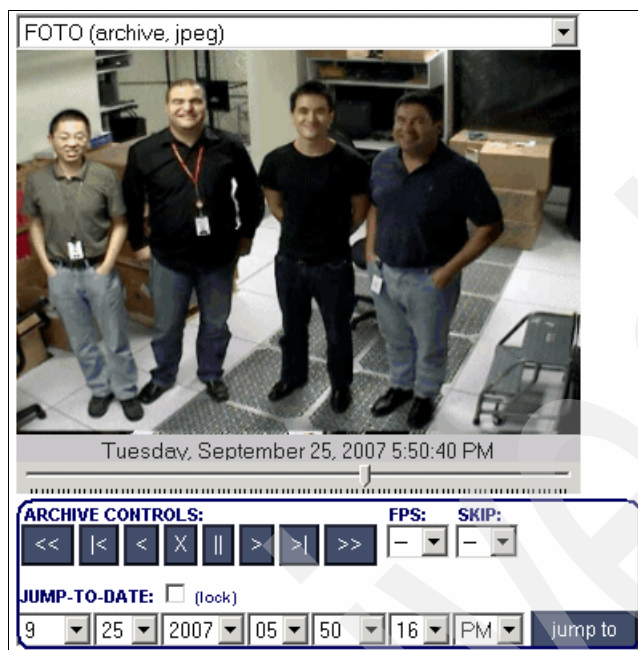 FOTO (archive, jpeg)
Tuesday, September 25, 2007 5:50:40 PM
ARCHIVE CONTROLS: FPS: SKIP:
<< |< < X || > >| >> – –
JUMP-TO-DATE: (lock)
9 25 2007 05 50 16 PM jump to